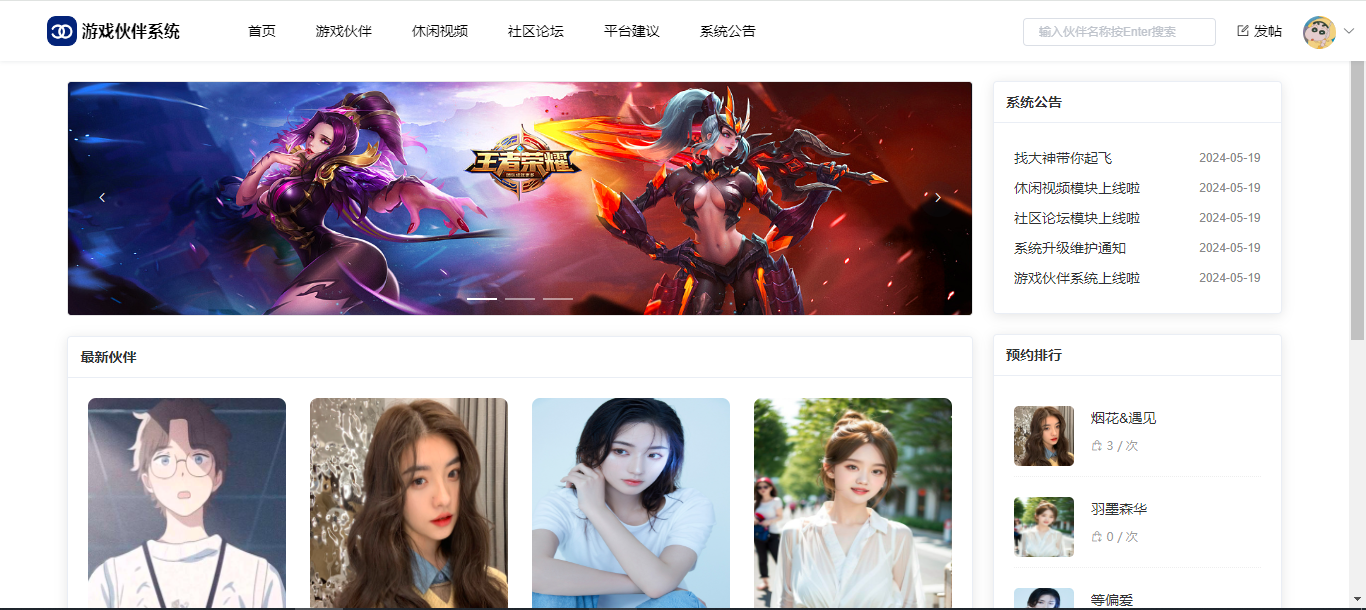 游戏伙伴系统
首页
游戏伙伴
休闲视频
社区论坛
平台建议
系统公告
输入伙伴名称按Enter搜索
发帖
王者荣耀
系统公告
找大神带你起飞 2024-05-19
休闲视频模块上线啦 2024-05-19
社区论坛模块上线啦 2024-05-19
系统升级维护通知 2024-05-19
游戏伙伴系统上线啦 2024-05-19
最新伙伴
预约排行
烟花&遇见
3 / 次
羽墨森华
0 / 次
等偏爱